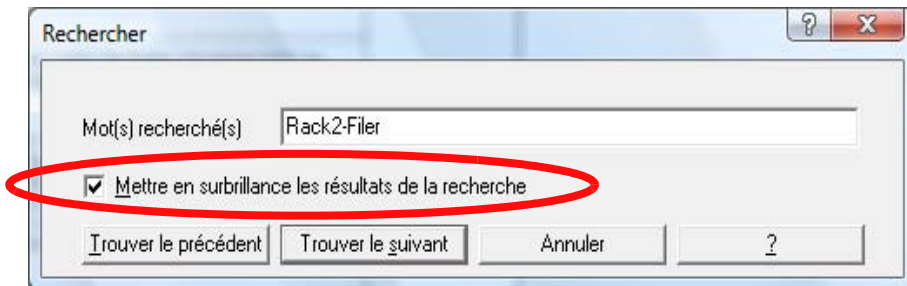 Rechercher
Mot(s) recherché(s) Rack2-Filer
Mettre en surbrillance les résultats de la recherche
Trouver le précédent Trouver le suivant Annuler ?